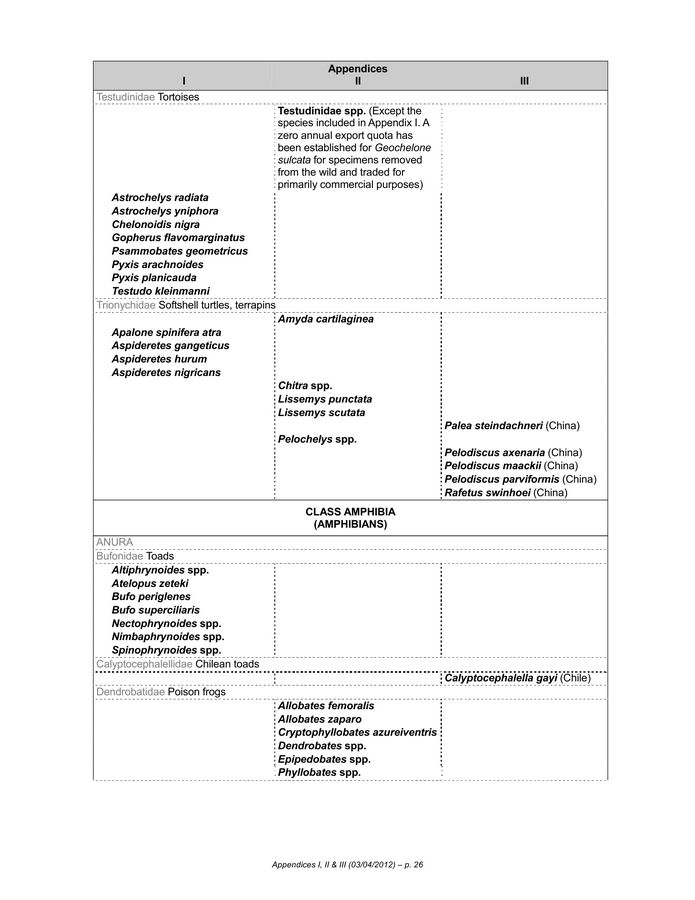 Appendices
I II III
Testudinidae Tortoises
Testudinidae spp. (Except the
species included in Appendix I. A
zero annual export quota has
been established for Geochelone
sulcata for specimens removed
from the wild and traded for
primarily commercial purposes)
Astrochelys radiata
Astrochelys yniphora
Chelonoidis nigra
Gopherus flavomarginatus
Psammobates geometricus
Pyxis arachnoides
Pyxis planicauda
Testudo kleinmanni
Trionychidae Softshell turtles, terrapins
Amyda cartilaginea
Apalone spinifera atra
Aspideretes gangeticus
Aspideretes hurum
Aspideretes nigricans
Chitra spp.
Lissemys punctata
Lissemys scutata
Palea steindachneri (China)
Pelochelys spp.
Pelodiscus axenaria (China)
Pelodiscus maackii (China)
Pelodiscus parviformis (China)
Rafetus swinhoei (China)
CLASS AMPHIBIA
(AMPHIBIANS)
ANURA
Bufonidae Toads
Altiphrynoides spp.
Atelopus zeteki
Bufo periglenes
Bufo superciliaris
Nectophrynoides spp.
Nimbaphrynoides spp.
Spinophrynoides spp.
Calyptocephalellidae Chilean toads
Calyptocephalella gayi (Chile)
Dendrobatidae Poison frogs
Allobates femoralis
Allobates zaparo
Cryptophyllobates azureiventris
Dendrobates spp.
Epipedobates spp.
Phyllobates spp.
Appendices I, II & III (03/04/2012) – p. 26